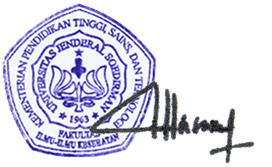 KEMENTERIAN PENDIDIKAN TINGGI, SAINS, DAN TEKNOLOGI
UNIVERSITAS JENDERAL SOEDIRMAN
1963
FAKULTAS
ILMU-ILMU KESEHATAN